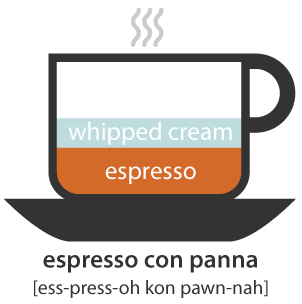 whipped cream
espresso
espresso con panna
[ess-press-oh kon pawn-nah]